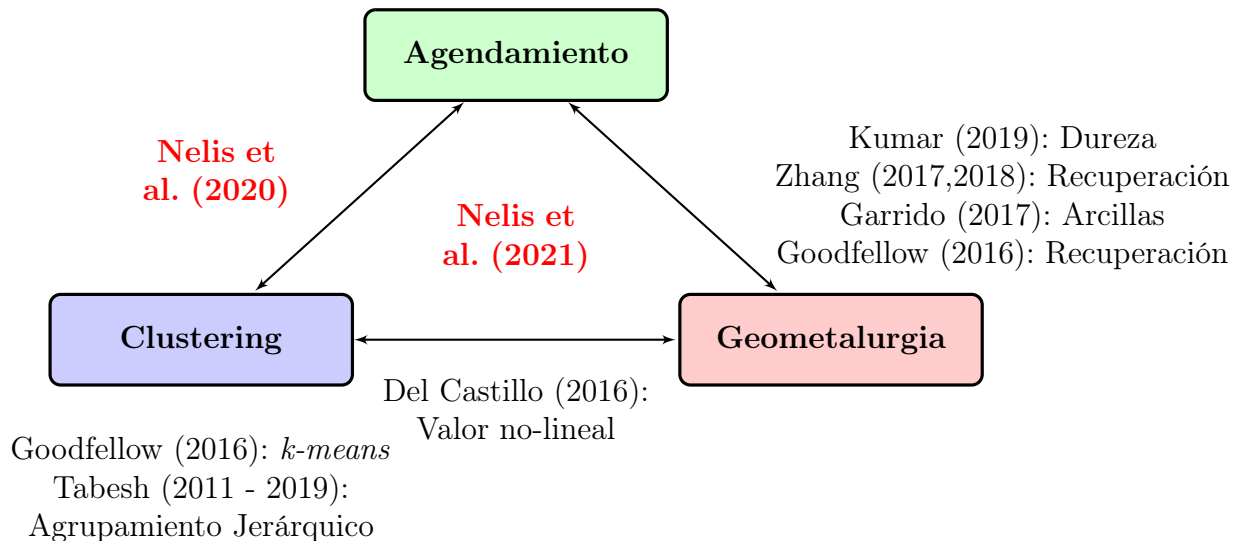 Agendamiento
Nelis et
al. (2020)
Kumar (2019): Dureza
Zhang (2017,2018): Recuperación
Garrido (2017): Arcillas
Goodfellow (2016): Recuperación
Nelis et
al. (2021)
Clustering
Geometalurgia
Del Castillo (2016):
Valor no-lineal
Goodfellow (2016): k-means
Tabesh (2011 - 2019):
Agrupamiento Jerárquico